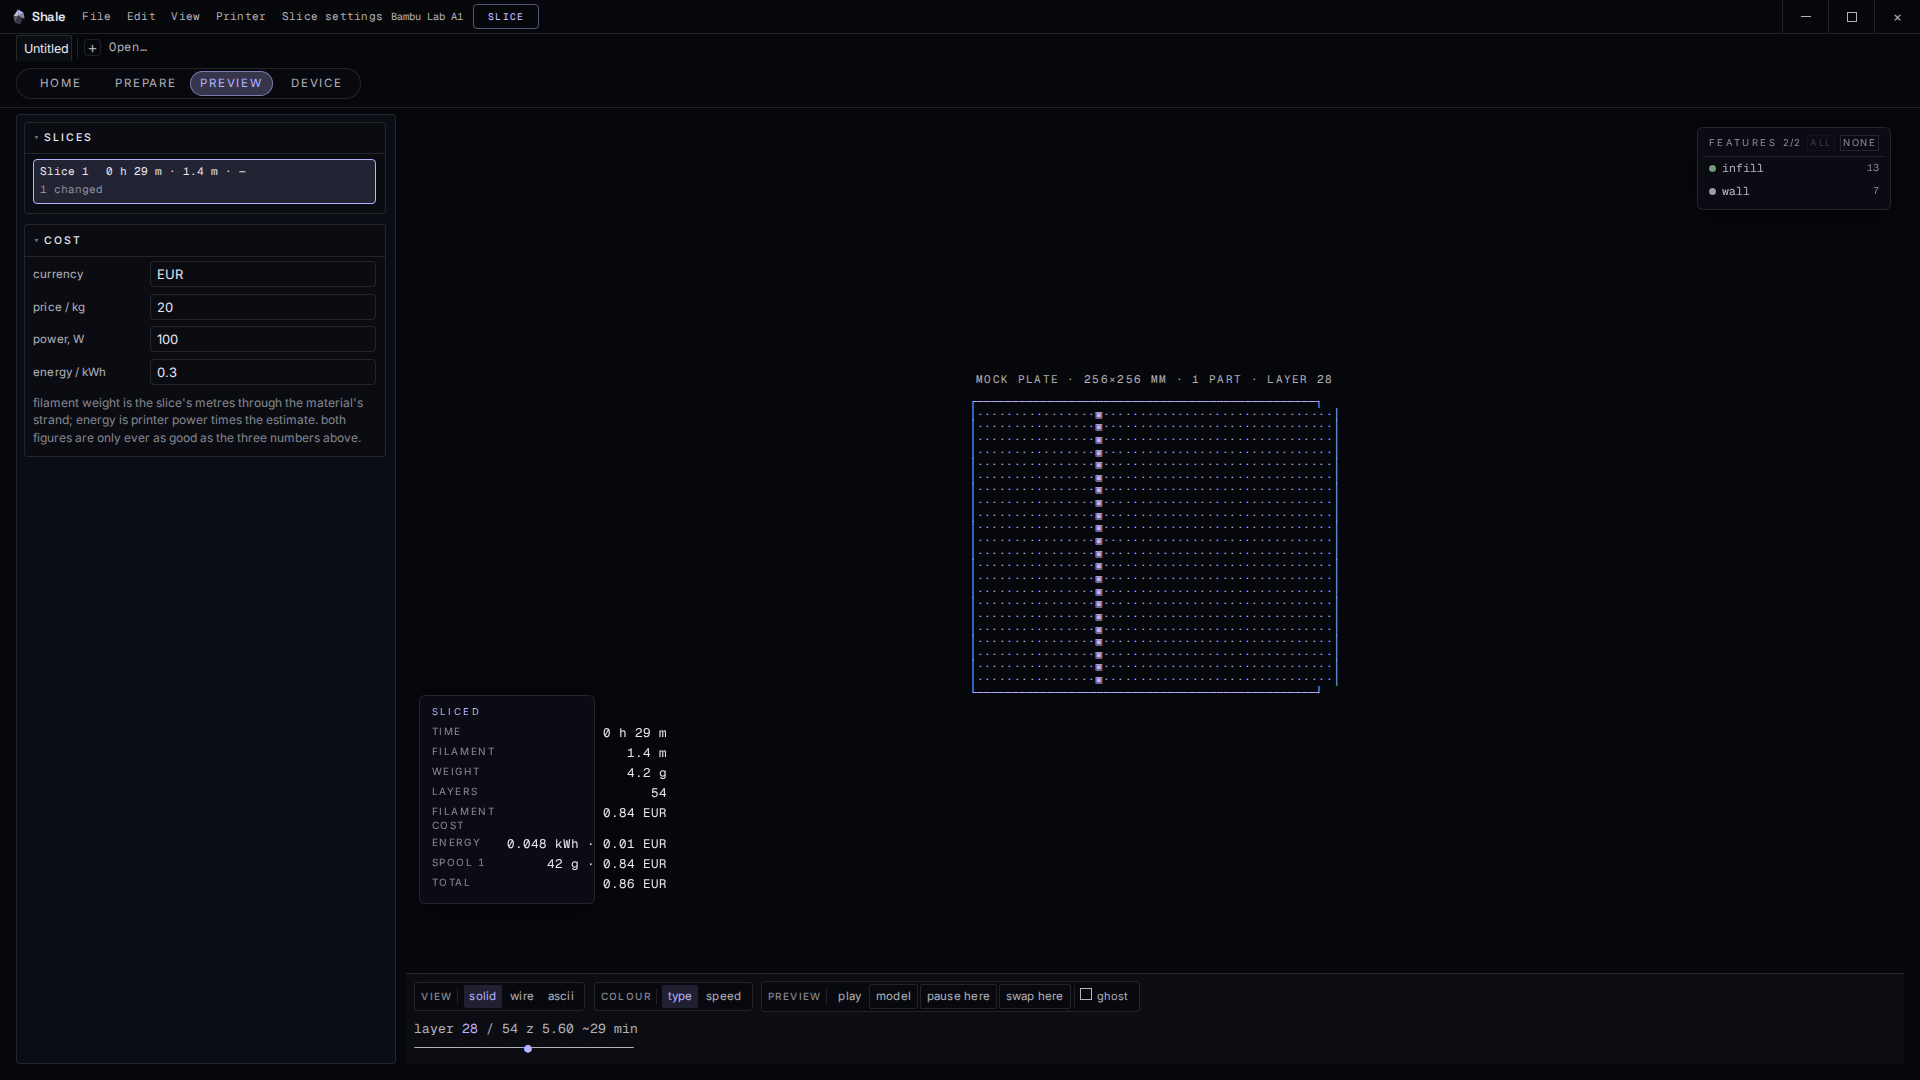 Shale File Edit View Printer Slice settings Bambu Lab A1 SLICE
Untitled + Open…
HOME PREPARE PREVIEW DEVICE
SLICES
Slice 1 0 h 29 m · 1.4 m · —
1 changed
COST
currency EUR
price / kg 20
power, W 100
energy / kWh 0.3
filament weight is the slice's metres through the material's
strand; energy is printer power times the estimate. both
figures are only ever as good as the three numbers above.
FEATURES 2/2 ALL NONE
infill 13
wall 7
MOCK PLATE · 256×256 MM · 1 PART · LAYER 28
SLICED
TIME 0 h 29 m
FILAMENT 1.4 m
WEIGHT 4.2 g
LAYERS 54
FILAMENT COST 0.84 EUR
ENERGY 0.048 kWh · 0.01 EUR
SPOOL 1 42 g · 0.84 EUR
TOTAL 0.86 EUR
VIEW solid wire ascii COLOUR type speed PREVIEW play model pause here swap here ghost
layer 28 / 54 z 5.60 ~29 min